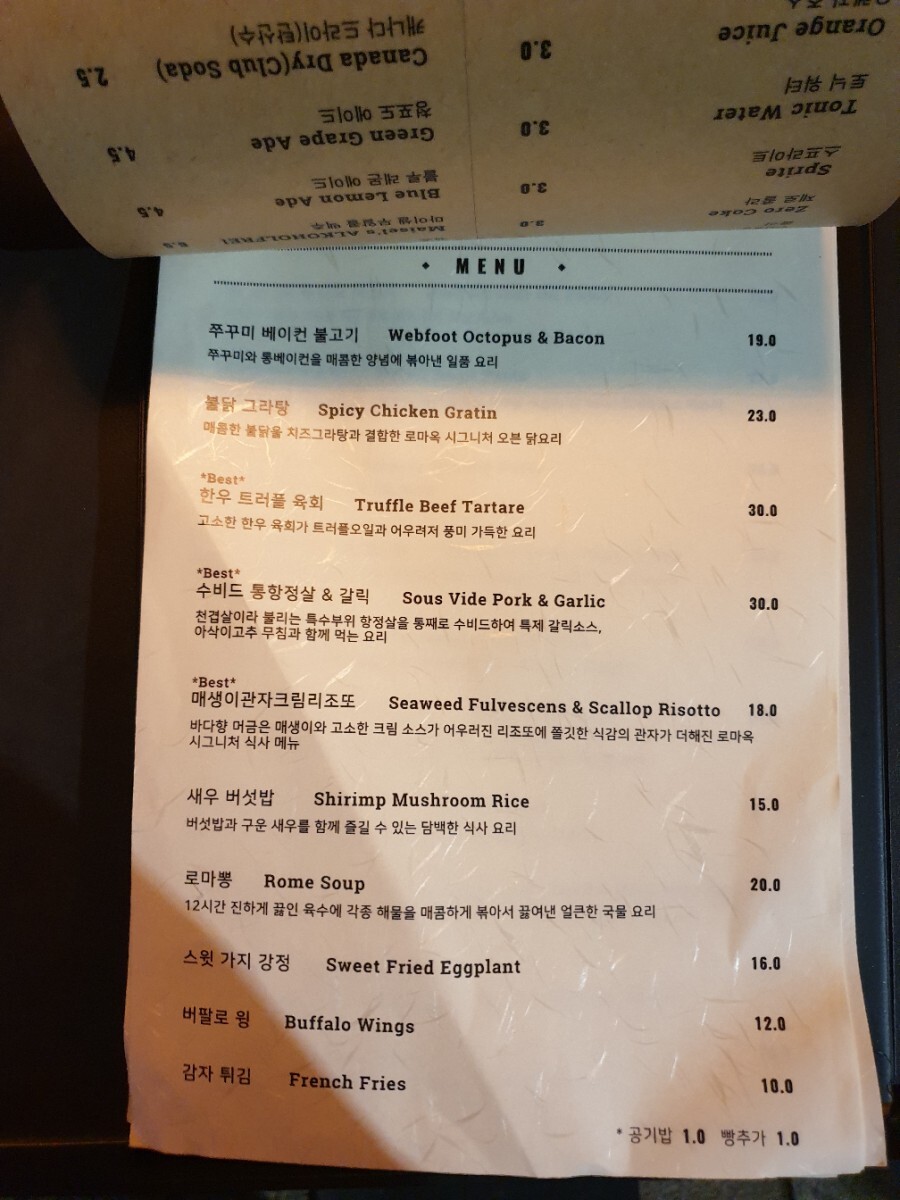 Orange Juice 3.0
캐나다 드라이(탄산수)
Canada Dry(Club Soda) 2.5
토닉 워터
Tonic Water 3.0
청포도 에이드
Green Grape Ade 4.5
스프라이트
Sprite 3.0
블루 레몬 에이드
Blue Lemon Ade 4.5
제로 콜라
Zero Coke 3.0
마이셀 무알콜 맥주
Maisel's ALKOHOLFREI
MENU
쭈꾸미 베이컨 불고기 Webfoot Octopus & Bacon 19.0
쭈꾸미와 통베이컨을 매콤한 양념에 볶아낸 일품 요리
불닭 그라탕 Spicy Chicken Gratin 23.0
매콤한 불닭을 치즈그라탕과 결합한 로마옥 시그니처 오븐 닭요리
*Best*
한우 트러플 육회 Truffle Beef Tartare 30.0
고소한 한우 육회가 트러플오일과 어우러저 풍미 가득한 요리
*Best*
수비드 통항정살 & 갈릭 Sous Vide Pork & Garlic 30.0
천겹살이라 불리는 특수부위 항정살을 통째로 수비드하여 특제 갈릭소스,
아삭이고추 무침과 함께 먹는 요리
*Best*
매생이관자크림리조또 Seaweed Fulvescens & Scallop Risotto 18.0
바다향 머금은 매생이와 고소한 크림 소스가 어우러진 리조또에 쫄깃한 식감의 관자가 더해진 로마옥
시그니처 식사 메뉴
새우 버섯밥 Shirimp Mushroom Rice 15.0
버섯밥과 구운 새우를 함께 즐길 수 있는 담백한 식사 요리
로마뽕 Rome Soup 20.0
12시간 진하게 끓인 육수에 각종 해물을 매콤하게 볶아서 끓여낸 얼큰한 국물 요리
스윗 가지 강정 Sweet Fried Eggplant 16.0
버팔로 윙 Buffalo Wings 12.0
감자 튀김 French Fries 10.0
* 공기밥 1.0 빵추가 1.0